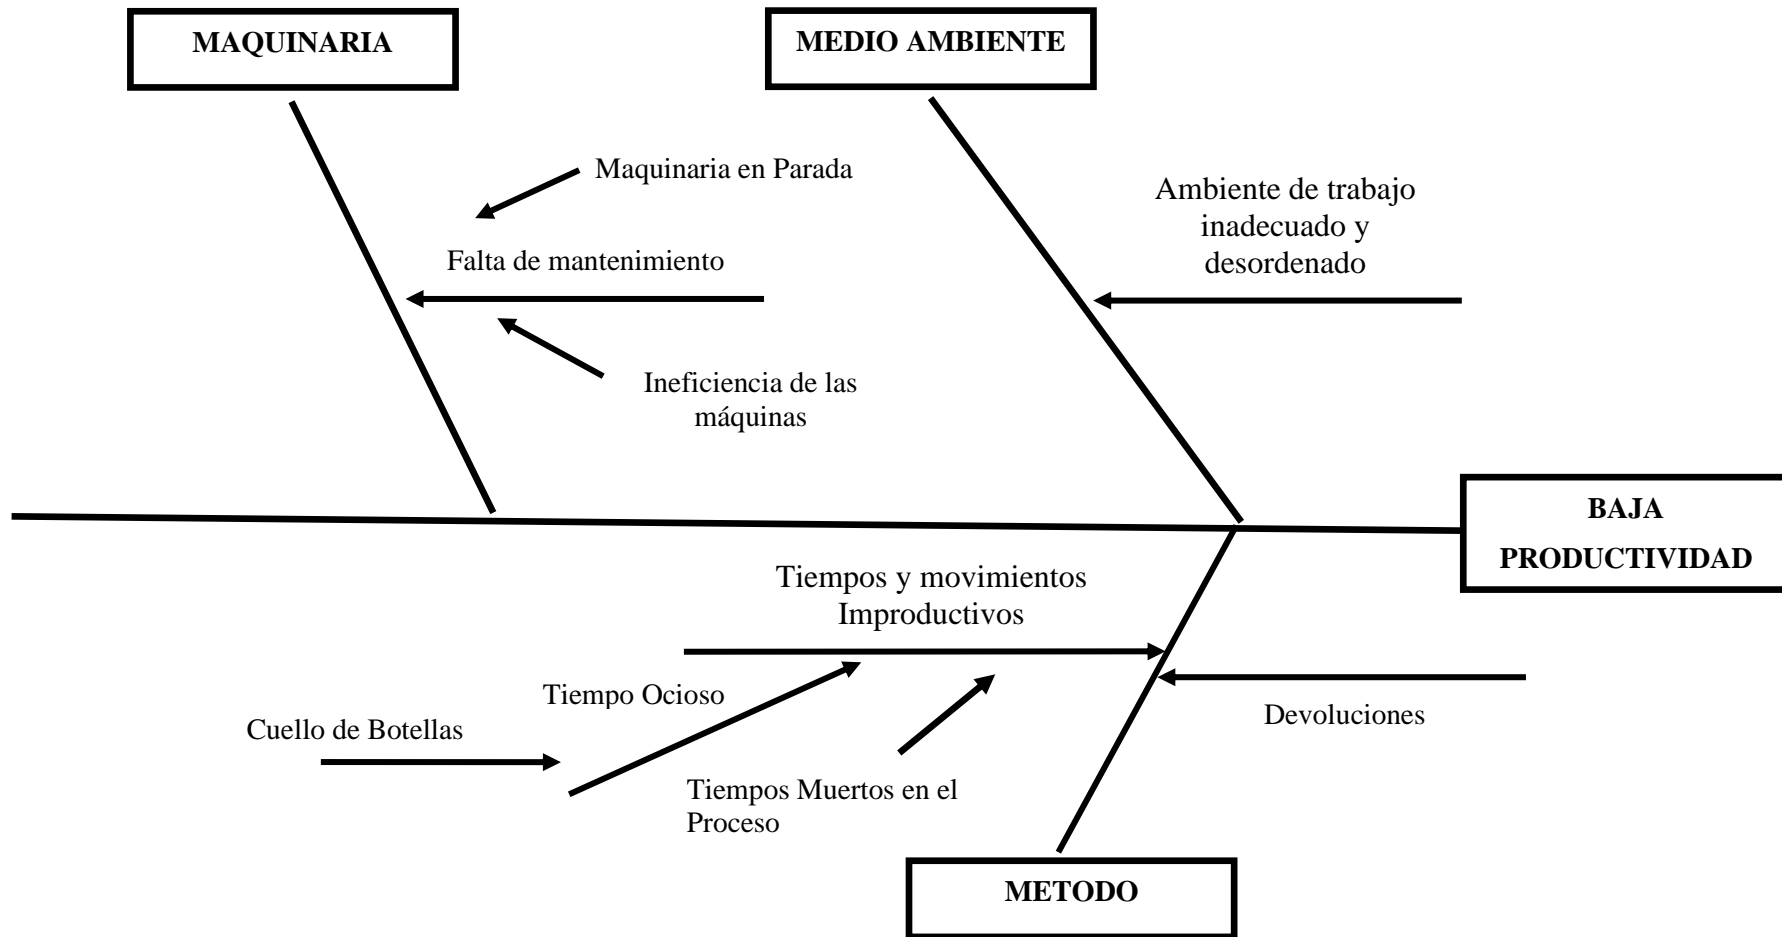 MAQUINARIA
MEDIO AMBIENTE
Maquinaria en Parada
Ambiente de trabajo
inadecuado y
desordenado
Falta de mantenimiento
Ineficiencia de las
máquinas
BAJA
PRODUCTIVIDAD
Tiempos y movimientos
Improductivos
Tiempo Ocioso
Cuello de Botellas
Devoluciones
Tiempos Muertos en el
Proceso
METODO